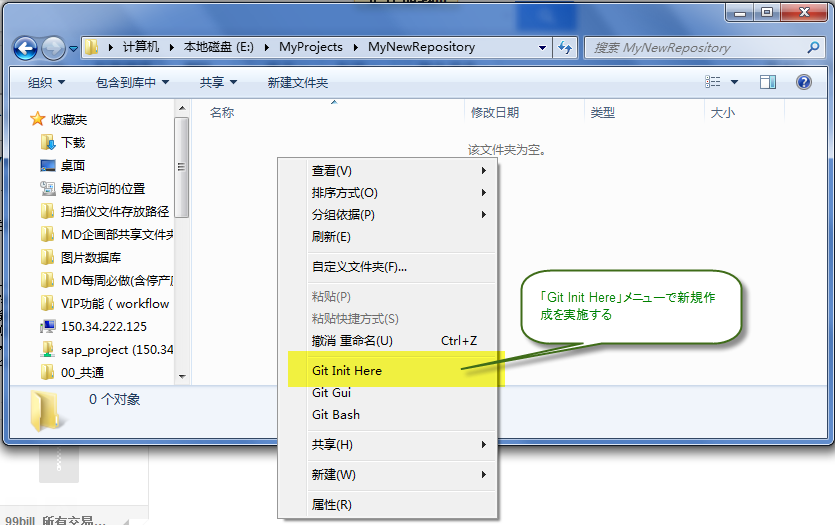 计算机 ▸ 本地磁盘 (E:) ▸ MyProjects ▸ MyNewRepository
搜索 MyNewRepository
组织 包含到库中 共享 新建文件夹
名称 修改日期 类型 大小
该文件夹为空。
收藏夹
下载
桌面
最近访问的位置
扫描仪文件存放路径
MD企画部共享文件夹
图片数据库
MD每周必做(含停产
VIP功能（workflow
150.34.222.125
sap_project (150.34
00_共通
0 个对象
查看(V)
排序方式(O)
分组依据(P)
刷新(E)
自定义文件夹(F)...
粘贴(P)
粘贴快捷方式(S)
撤消 重命名(U) Ctrl+Z
Git Init Here
Git Gui
Git Bash
共享(H)
新建(W)
属性(R)
「Git Init Here」メニューで新規作
成を実施する
99bill 所有交易...